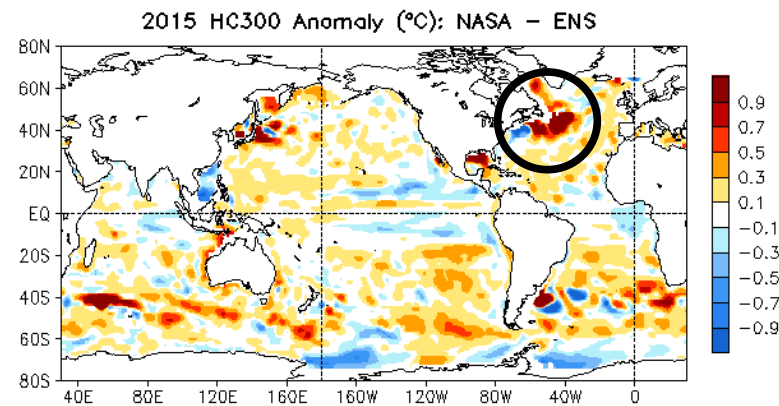 2015 HC300 Anomaly (°C): NASA – ENS
80N
60N
40N
20N
EQ
20S
40S
60S
80S
40E 80E 120E 160E 160W 120W 80W 40W 0
0.9
0.7
0.5
0.3
0.1
-0.1
-0.3
-0.5
-0.7
-0.9